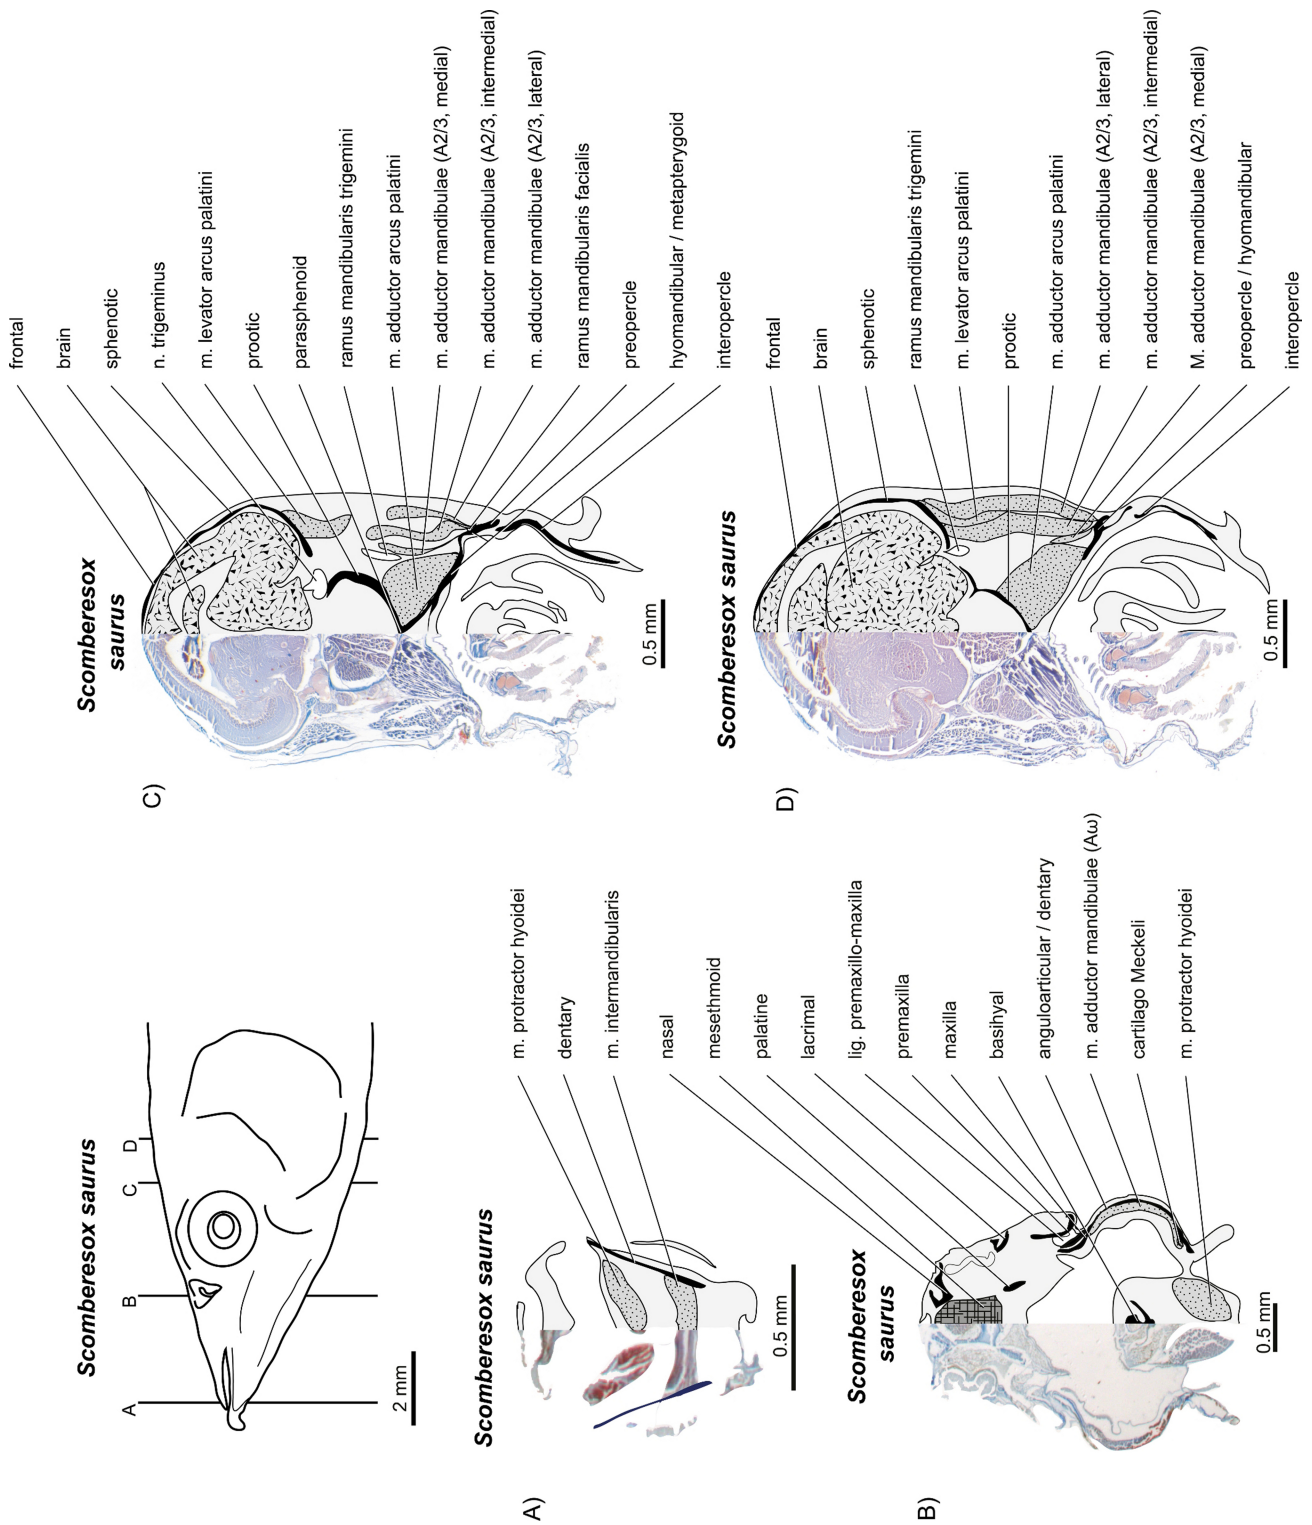 Scomberesox saurus
A
B
C
D
2 mm
A)
Scomberesox saurus
m. protractor hyoidei
dentary
m. intermandibularis
0.5 mm
B)
Scomberesox
saurus
nasal
mesethmoid
palatine
lacrimal
lig. premaxillo-maxilla
premaxilla
maxilla
basihyal
anguloarticular / dentary
m. adductor mandibulae (Aω)
cartilago Meckeli
m. protractor hyoidei
0.5 mm
C)
Scomberesox
saurus
frontal
brain
sphenotic
n. trigeminus
m. levator arcus palatini
prootic
parasphenoid
ramus mandibularis trigemini
m. adductor arcus palatini
m. adductor mandibulae (A2/3, medial)
m. adductor mandibulae (A2/3, intermedial)
m. adductor mandibulae (A2/3, lateral)
ramus mandibularis facialis
preopercle
hyomandibular / metapterygoid
interopercle
0.5 mm
D)
Scomberesox saurus
frontal
brain
sphenotic
ramus mandibularis trigemini
m. levator arcus palatini
prootic
m. adductor arcus palatini
m. adductor mandibulae (A2/3, lateral)
m. adductor mandibulae (A2/3, intermedial)
M. adductor mandibulae (A2/3, medial)
preopercle / hyomandibular
interopercle
0.5 mm